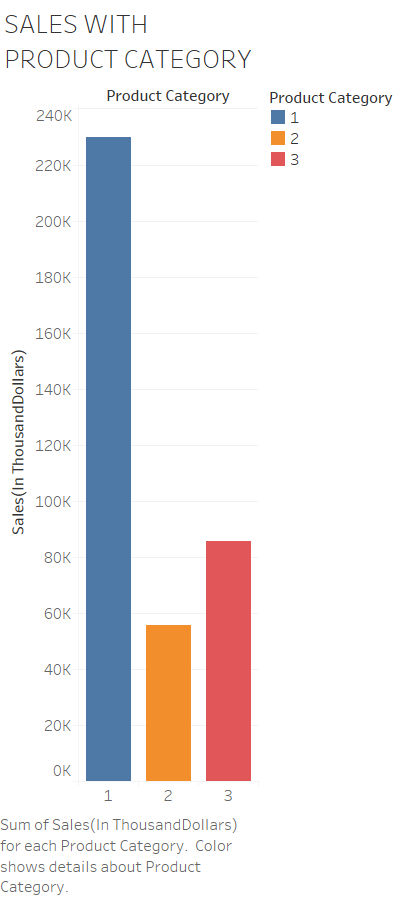 SALES WITH
PRODUCT CATEGORY
Product Category
Product Category
1
2
3
Sales(In ThousandDollars)
240K
220K
200K
180K
160K
140K
120K
100K
80K
60K
40K
20K
0K
1 2 3
Sum of Sales(In ThousandDollars)
for each Product Category.  Color
shows details about Product
Category.